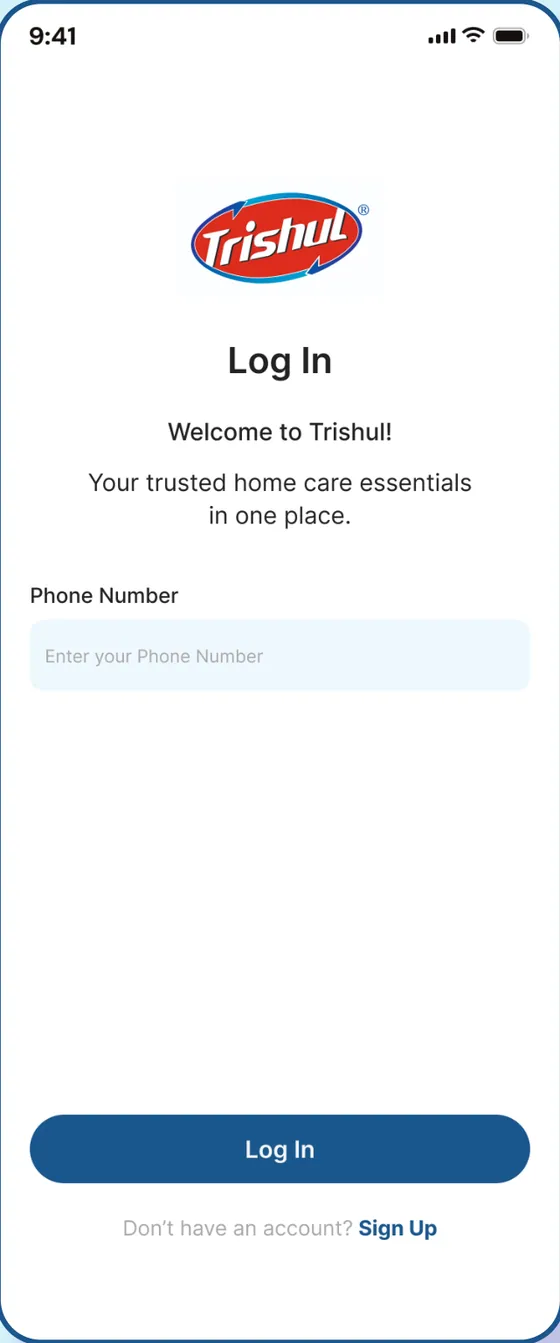 9:41
Trishul®
Log In
Welcome to Trishul!
Your trusted home care essentials
in one place.
Phone Number
Enter your Phone Number
Log In
Don’t have an account? Sign Up